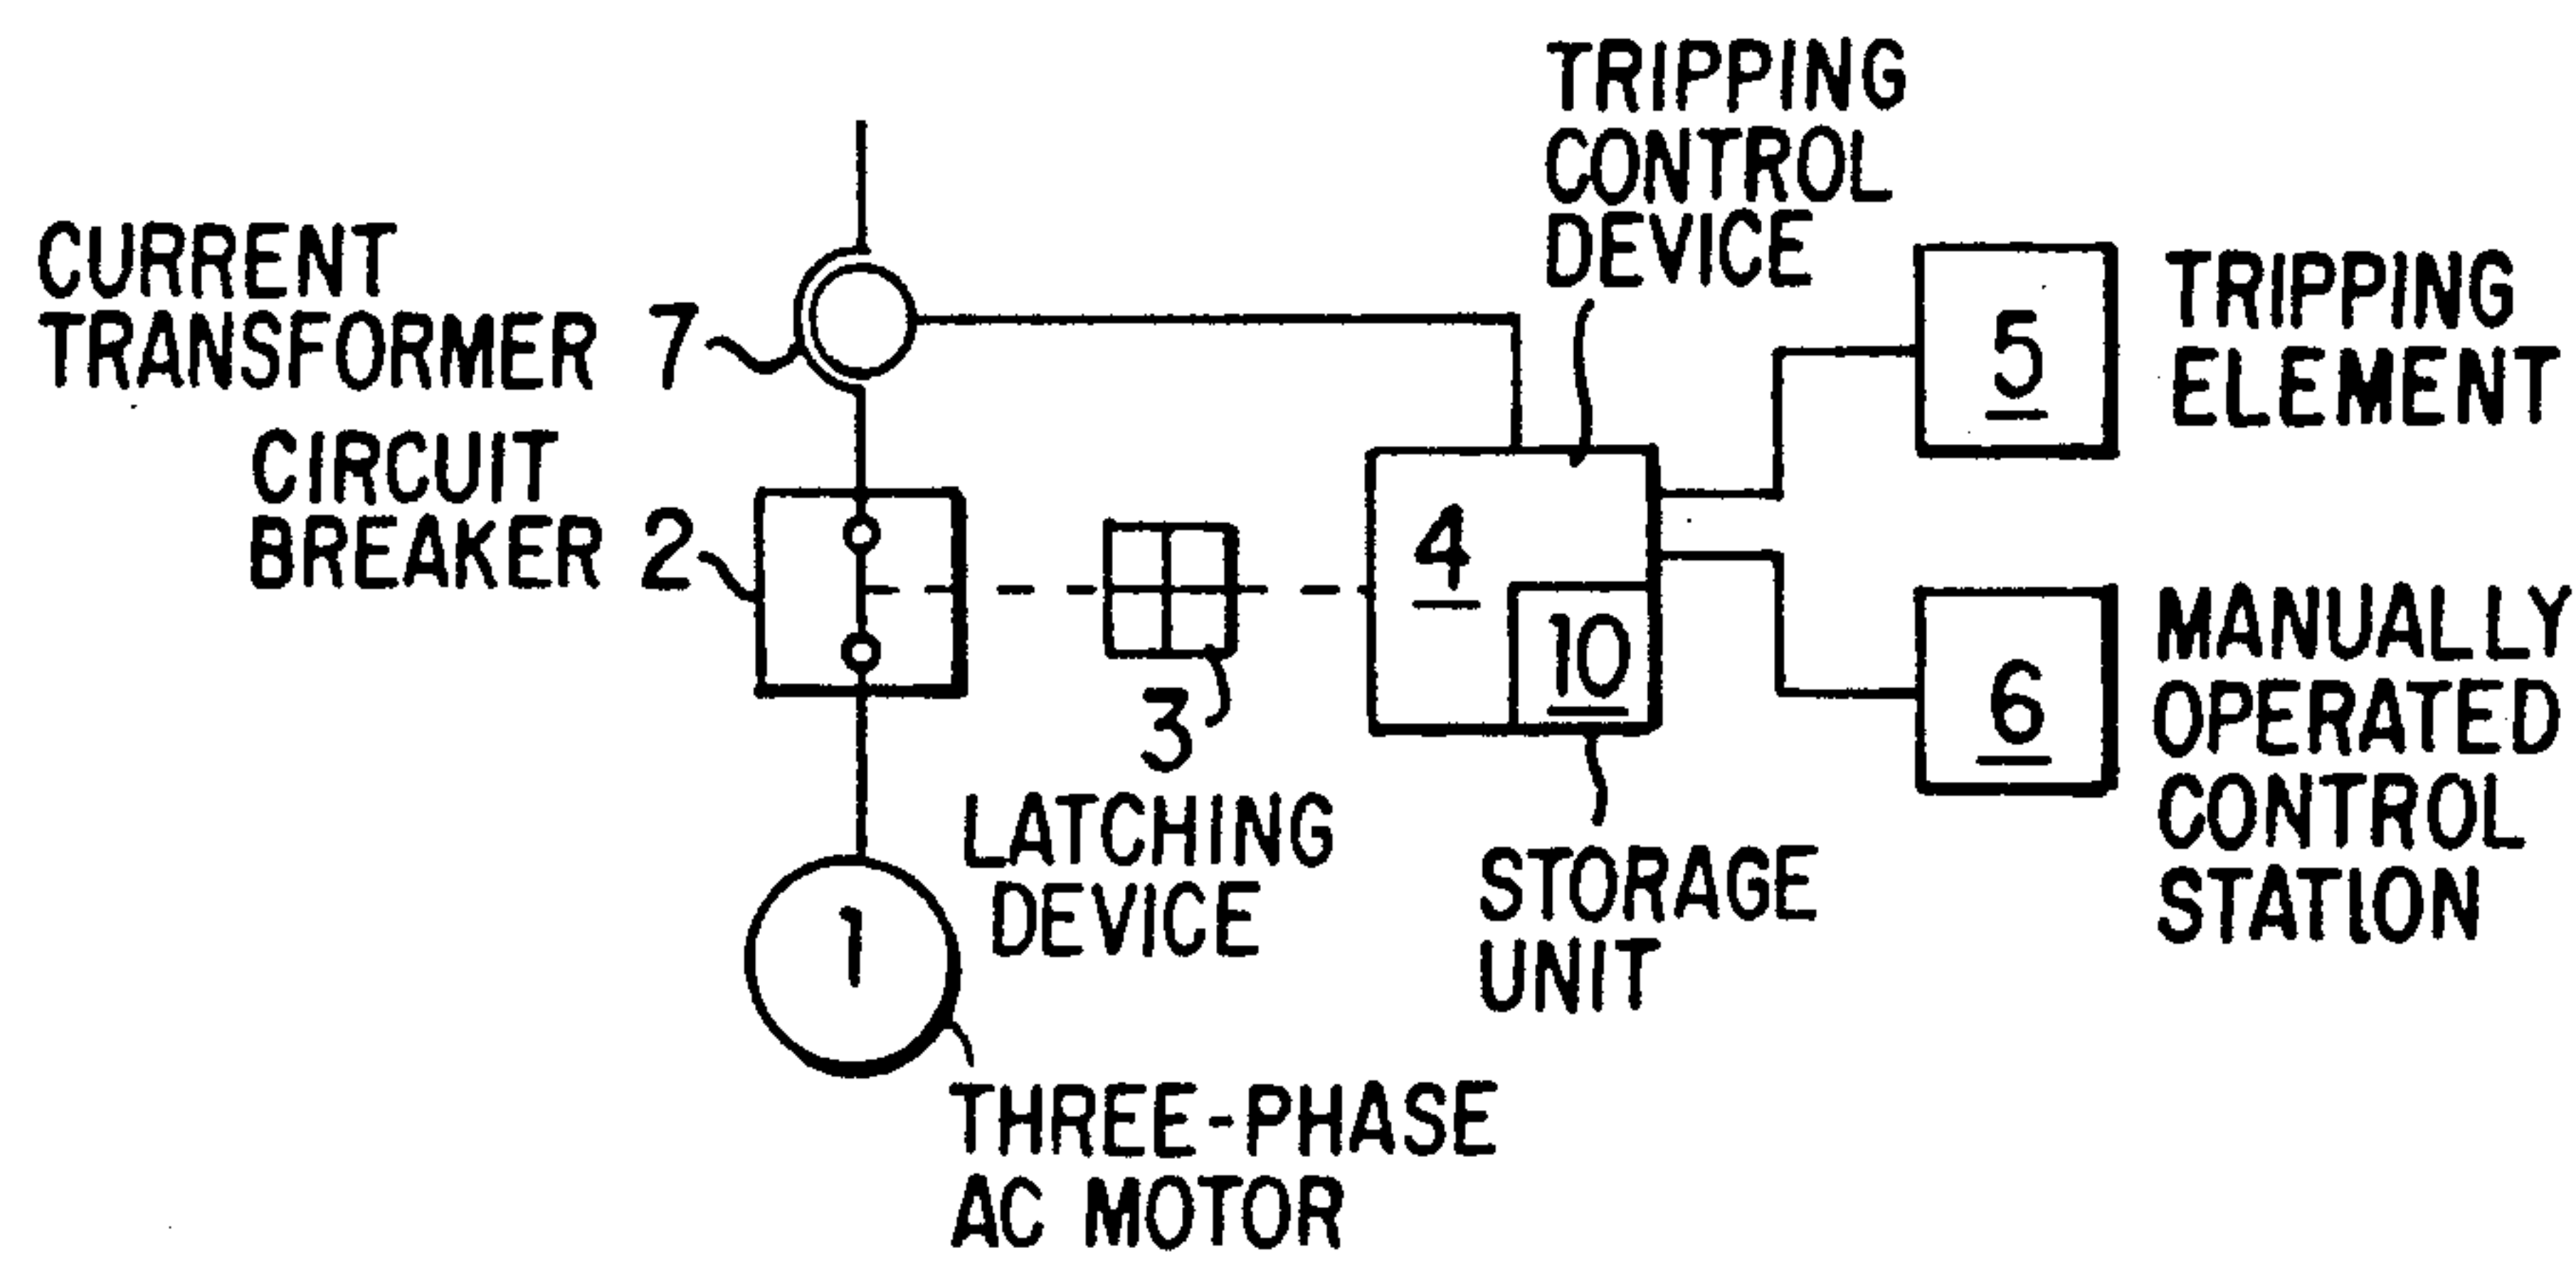 TRIPPING
CONTROL
DEVICE
CURRENT
TRANSFORMER 7
CIRCUIT
BREAKER 2
TRIPPING
ELEMENT
5
4
10
3
LATCHING
DEVICE
MANUALLY
OPERATED
CONTROL
STATION
6
STORAGE
UNIT
1
THREE-PHASE
AC MOTOR